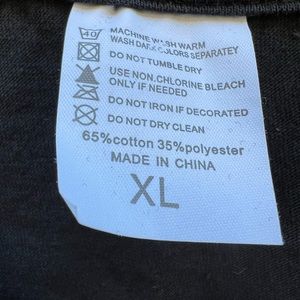 40
MACHINE WASH WARM
WASH DARK COLORS SEPARATEY
DO NOT TUMBLE DRY
USE NON.CHLORINE BLEACH
ONLY IF NEEDED
DO NOT IRON IF DECORATED
DO NOT DRY CLEAN
65%cotton 35%polyester
MADE IN CHINA
XL